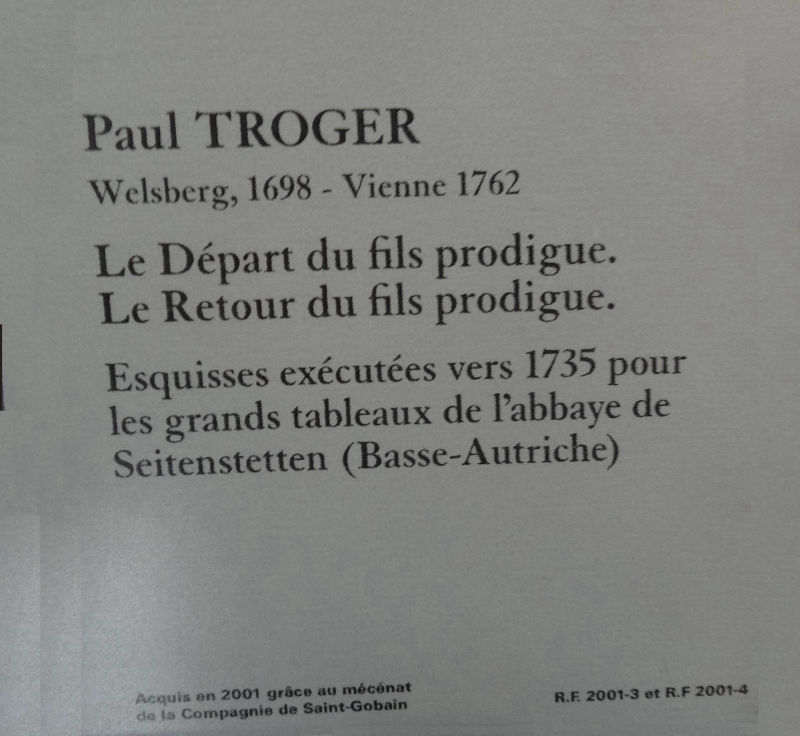 Paul TROGER
Welsberg, 1698 - Vienne 1762
Le Départ du fils prodigue.
Le Retour du fils prodigue.
Esquisses exécutées vers 1735 pour
les grands tableaux de l'abbaye de
Seitenstetten (Basse-Autriche)
Acquis en 2001 grâce au mécénat
de la Compagnie de Saint-Gobain
R.F. 2001-3 et R.F 2001-4